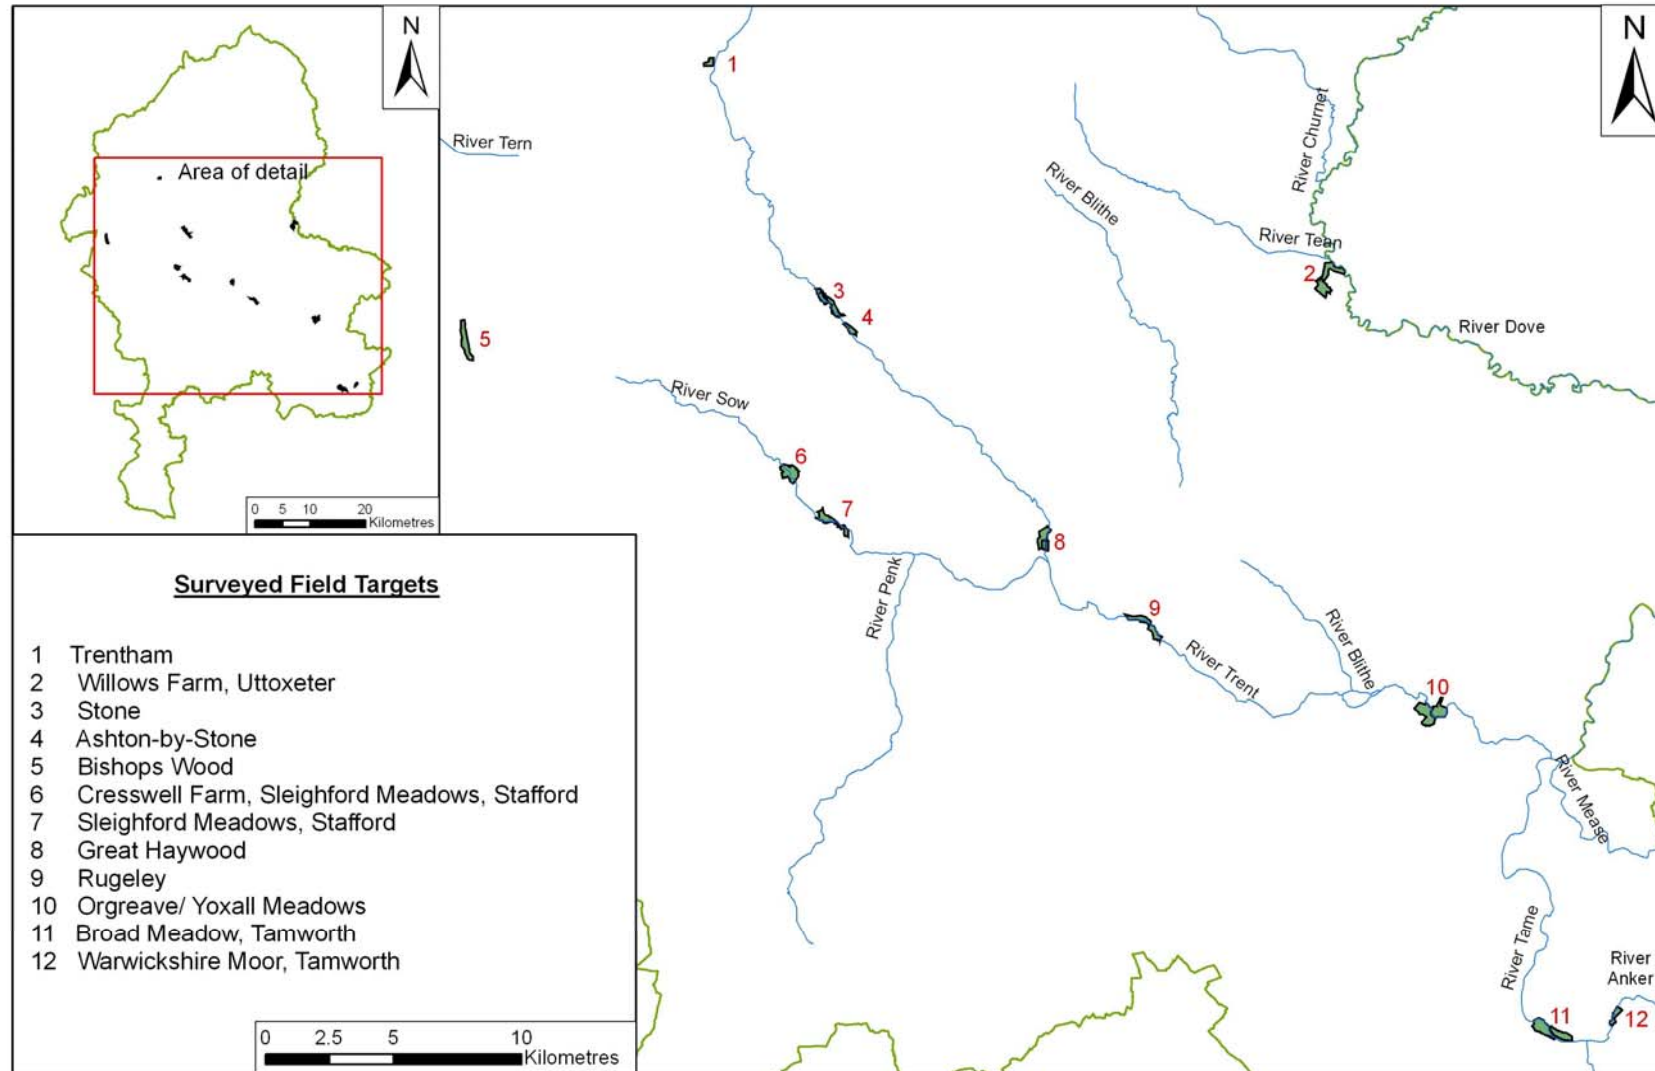 N
N
1
River Tern
Area of detail
River Churnet
River Blithe
River Tean
2
3
4
River Dove
5
River Sow
6
7
8
0 5 10 20
Kilometres
River Penk
9
River Trent
River Blithe
10
River Mease
River Tame
River
Anker
11
12
Surveyed Field Targets
1 Trentham
2 Willows Farm, Uttoxeter
3 Stone
4 Ashton-by-Stone
5 Bishops Wood
6 Cresswell Farm, Sleighford Meadows, Stafford
7 Sleighford Meadows, Stafford
8 Great Haywood
9 Rugeley
10 Orgreave/ Yoxall Meadows
11 Broad Meadow, Tamworth
12 Warwickshire Moor, Tamworth
0 2.5 5 10
Kilometres